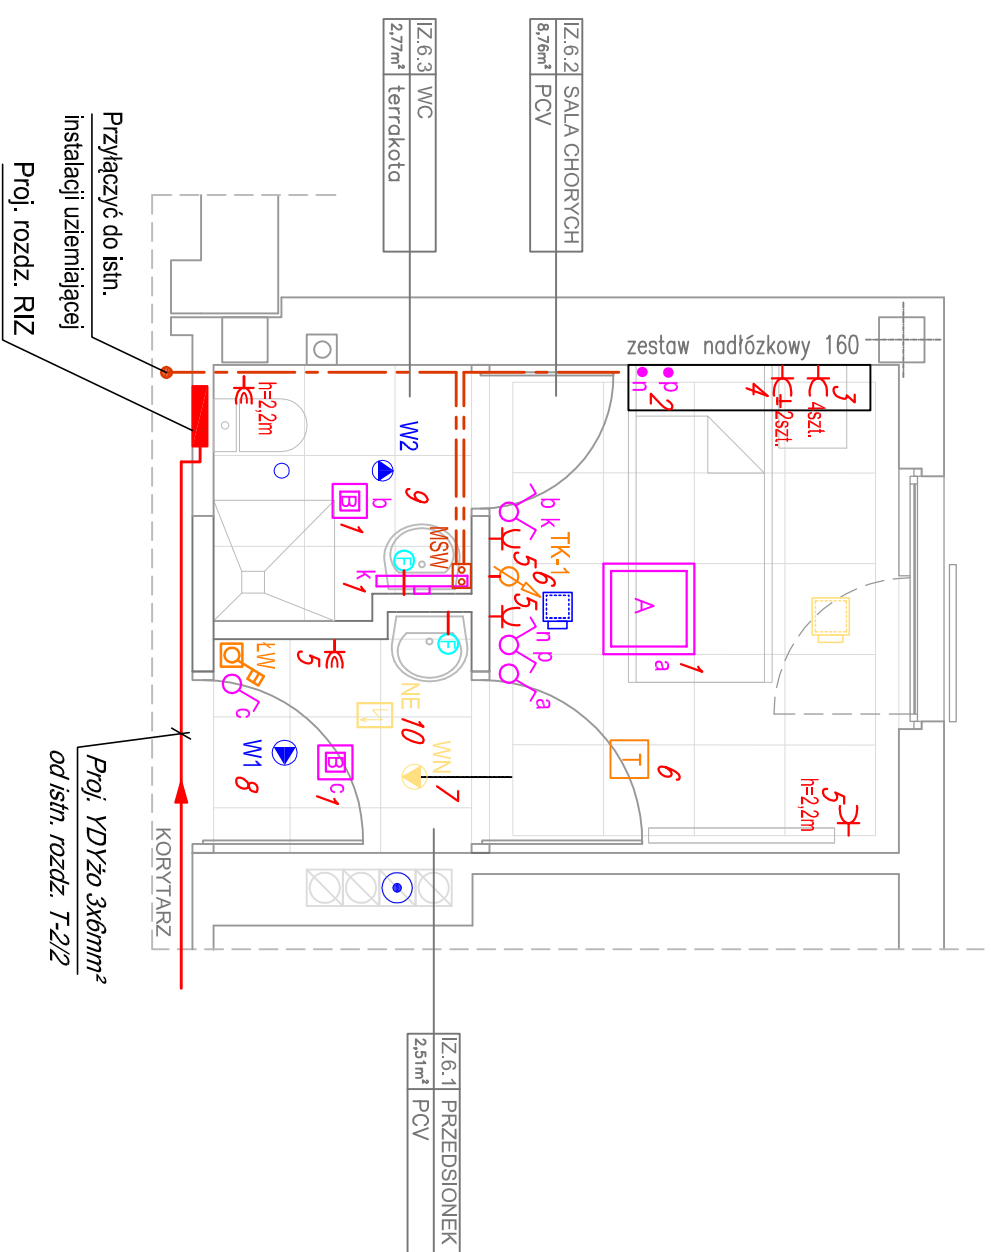 IZ.6.3 WC
2,77m² terrakota
IZ.6.2 SALA CHORYCH
8,76m² PCV
Przyłączyć do istn.
instalacji uziemiającej
Proj. rozdz. RIZ
zestaw nadłóżkowy 160
n
p
2
4
3
2szt.
4szt.
h=2,2m
W2
9
B
b
1
MSW
F
k
1
b k
TK-1
5
6
5
n p
a
A
a
1
F
5
ŁW
c
NE
10
WN
7
W1
8
B
c
1
T
6
5
h=2,2m
KORYTARZ
Proj. YDYżo 3x6mm²
od istn. rozdz. T-2/2
IZ.6.1 PRZEDSIONEK
2,51m² PCV